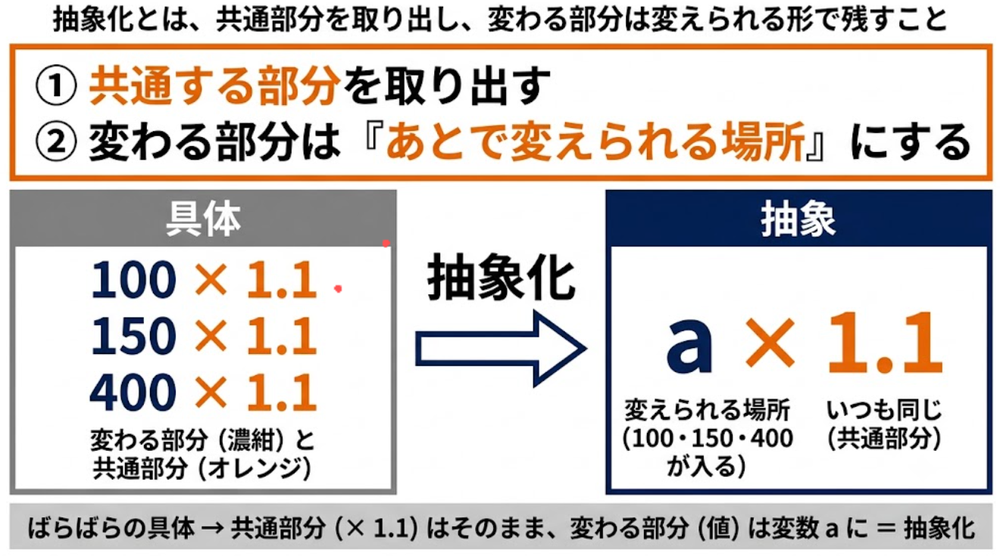 抽象化とは、共通部分を取り出し、変わる部分は変えられる形で残すこと
① 共通する部分を取り出す
② 変わる部分は『あとで変えられる場所』にする
具体
100 × 1.1
150 × 1.1
400 × 1.1
変わる部分（濃紺）と
共通部分（オレンジ）
抽象化
抽象
a × 1.1
変えられる場所
（100・150・400
が入る）
いつも同じ
（共通部分）
ばらばらの具体 → 共通部分（× 1.1）はそのまま、変わる部分（値）は変数 a に ＝ 抽象化